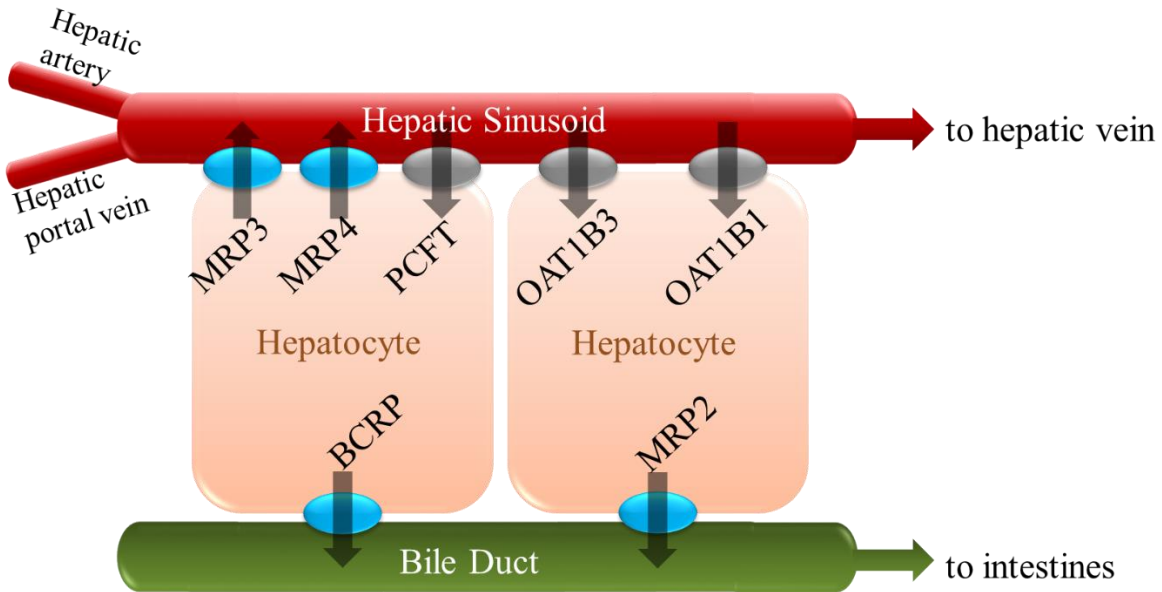 Hepatic
artery
Hepatic Sinusoid
to hepatic vein
Hepatic
portal vein
MRP3
MRP4
PCFT
OAT1B3
OAT1B1
Hepatocyte
Hepatocyte
BCRP
MRP2
Bile Duct
to intestines